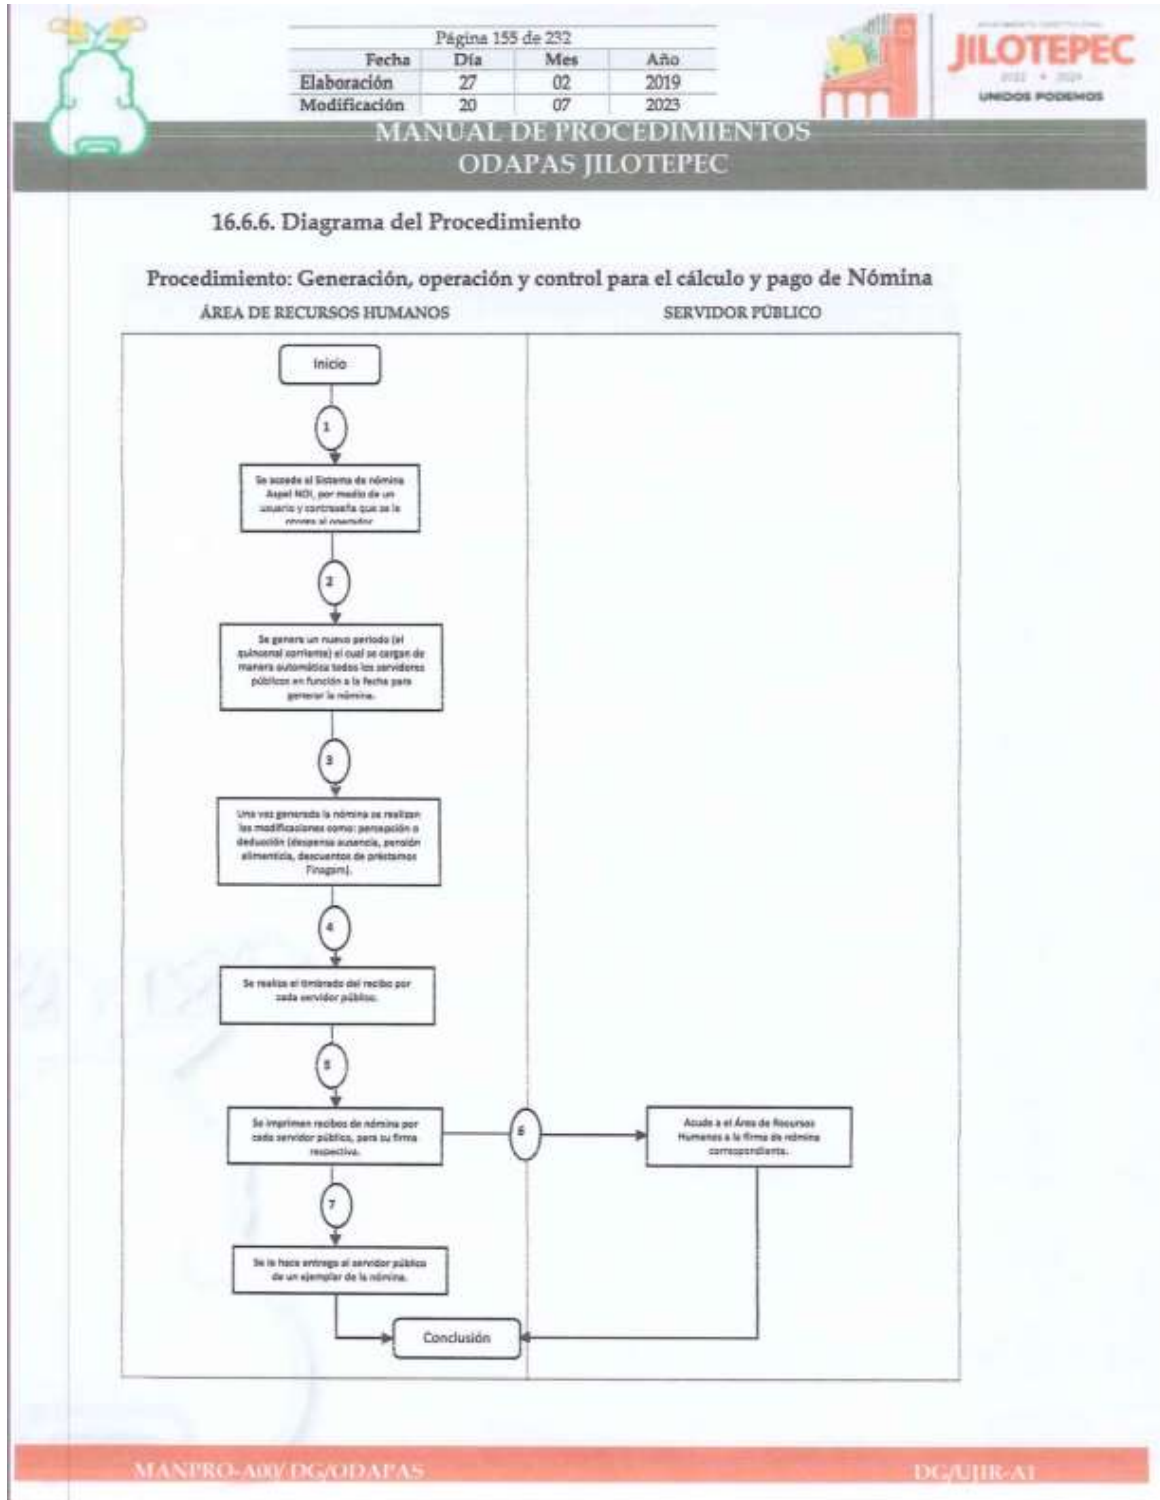 Página 155 de 232
Fecha Día Mes Año
Elaboración 27 02 2019
Modificación 20 07 2023
JILOTEPEC
UNIDOS PODEMOS
MANUAL DE PROCEDIMIENTOS
ODAPAS JILOTEPEC
16.6.6. Diagrama del Procedimiento
Procedimiento: Generación, operación y control para el cálculo y pago de Nómina
ÁREA DE RECURSOS HUMANOS SERVIDOR PÚBLICO
Inicio
1
Se accede al Sistema de nómina
Aspel NOI, por medio de un
usuario y contraseña que se le
al operador
2
Se genera un nuevo periodo (el
quincenal corriente) el cual se cargan de
manera automática todos los servidores
públicos en función a la fecha para
generar la nómina.
3
Una vez generada la nómina se realizan
las modificaciones como: percepción o
deducción (despensa ausencia, pensión
alimenticia, descuentos de préstamos
4
Se realiza el timbrado del recibo por
cada servidor público.
5
Se imprimen recibos de nómina por
cada servidor público, para su firma
respectiva.
6
Acude a el Área de Recursos
Humanos a la firma de nómina
correspondiente.
7
Se le hace entrega al servidor público
de un ejemplar de la nómina.
Conclusión
MANPRO-A00/ DG/ODAPAS DG/UJIR-A1